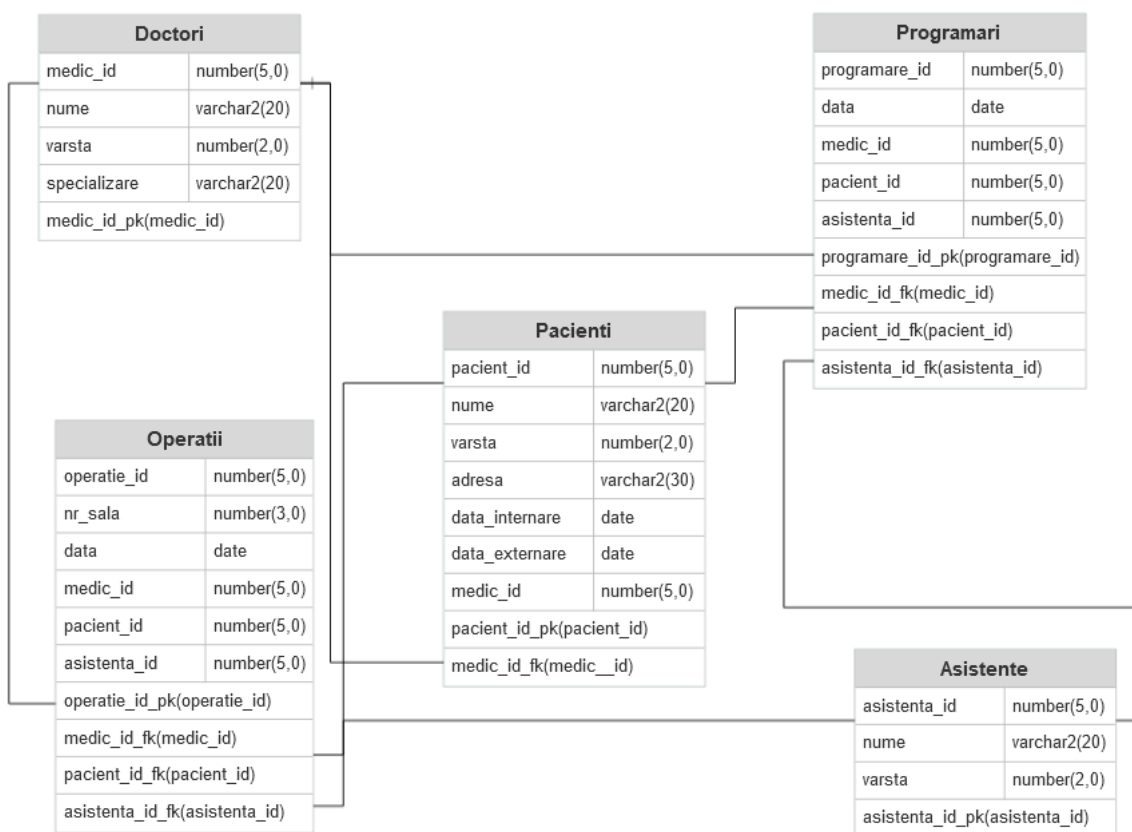 Doctori
medic_id number(5,0)
nume varchar2(20)
varsta number(2,0)
specializare varchar2(20)
medic_id_pk(medic_id)
Programari
programare_id number(5,0)
data date
medic_id number(5,0)
pacient_id number(5,0)
asistenta_id number(5,0)
programare_id_pk(programare_id)
medic_id_fk(medic_id)
pacient_id_fk(pacient_id)
asistenta_id_fk(asistenta_id)
Pacienti
pacient_id number(5,0)
nume varchar2(20)
varsta number(2,0)
adresa varchar2(30)
data_internare date
data_externare date
medic_id number(5,0)
pacient_id_pk(pacient_id)
medic_id_fk(medic__id)
Operatii
operatie_id number(5,0)
nr_sala number(3,0)
data date
medic_id number(5,0)
pacient_id number(5,0)
asistenta_id number(5,0)
operatie_id_pk(operatie_id)
medic_id_fk(medic_id)
pacient_id_fk(pacient_id)
asistenta_id_fk(asistenta_id)
Asistente
asistenta_id number(5,0)
nume varchar2(20)
varsta number(2,0)
asistenta_id_pk(asistenta_id)